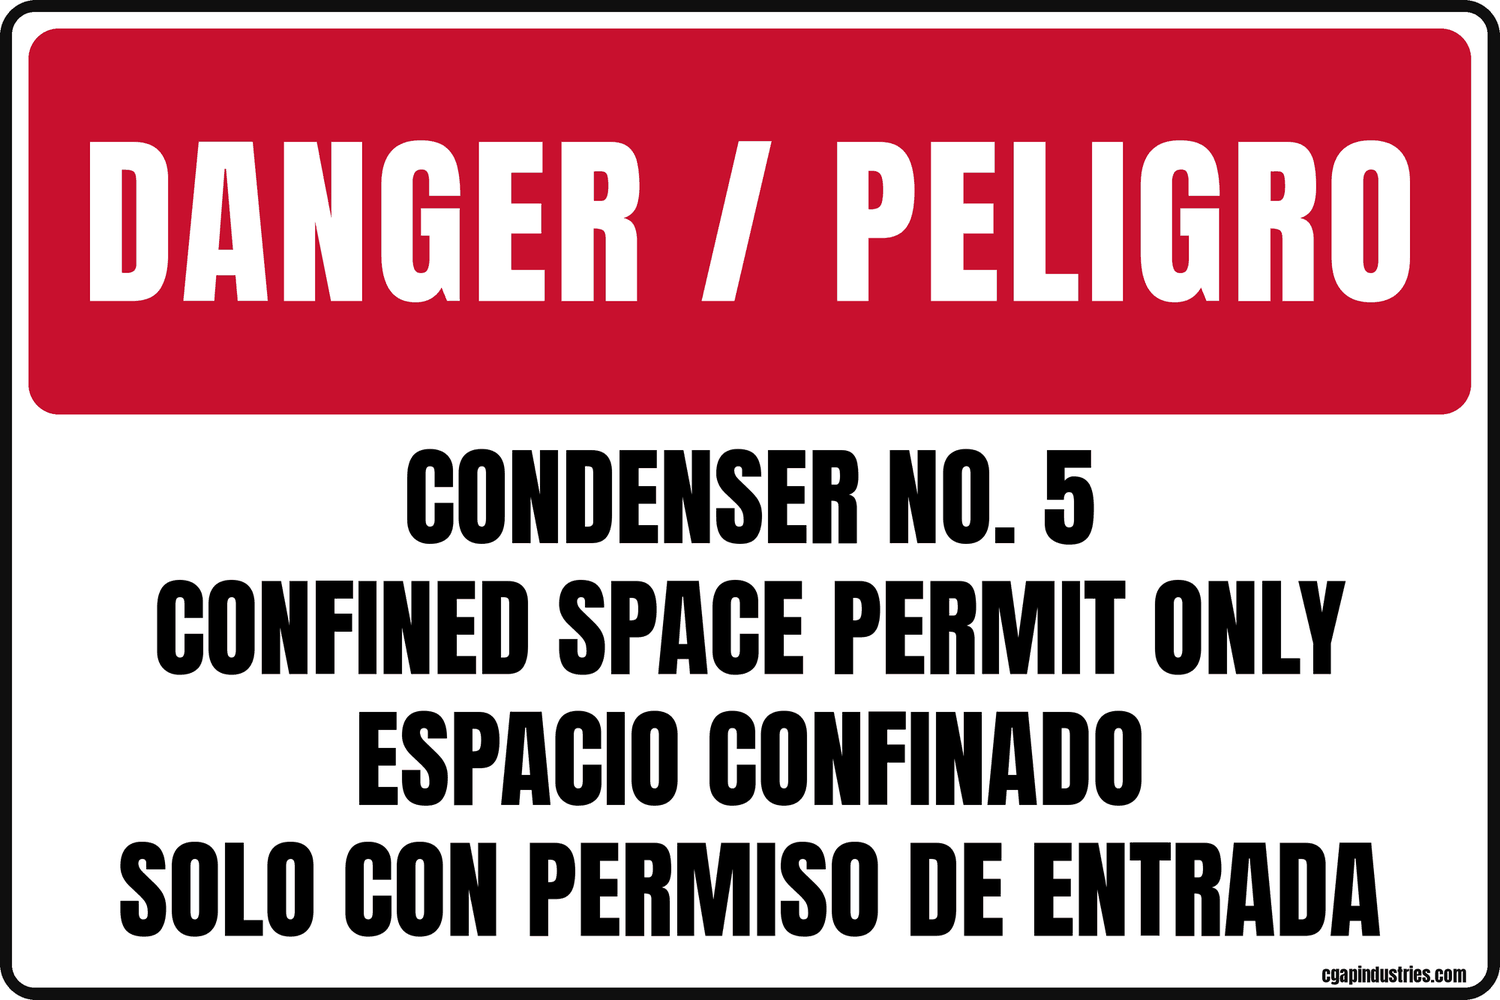 DANGER / PELIGRO
CONDENSER NO. 5
CONFINED SPACE PERMIT ONLY
ESPACIO CONFINADO
SOLO CON PERMISO DE ENTRADA
cgapindustries.com